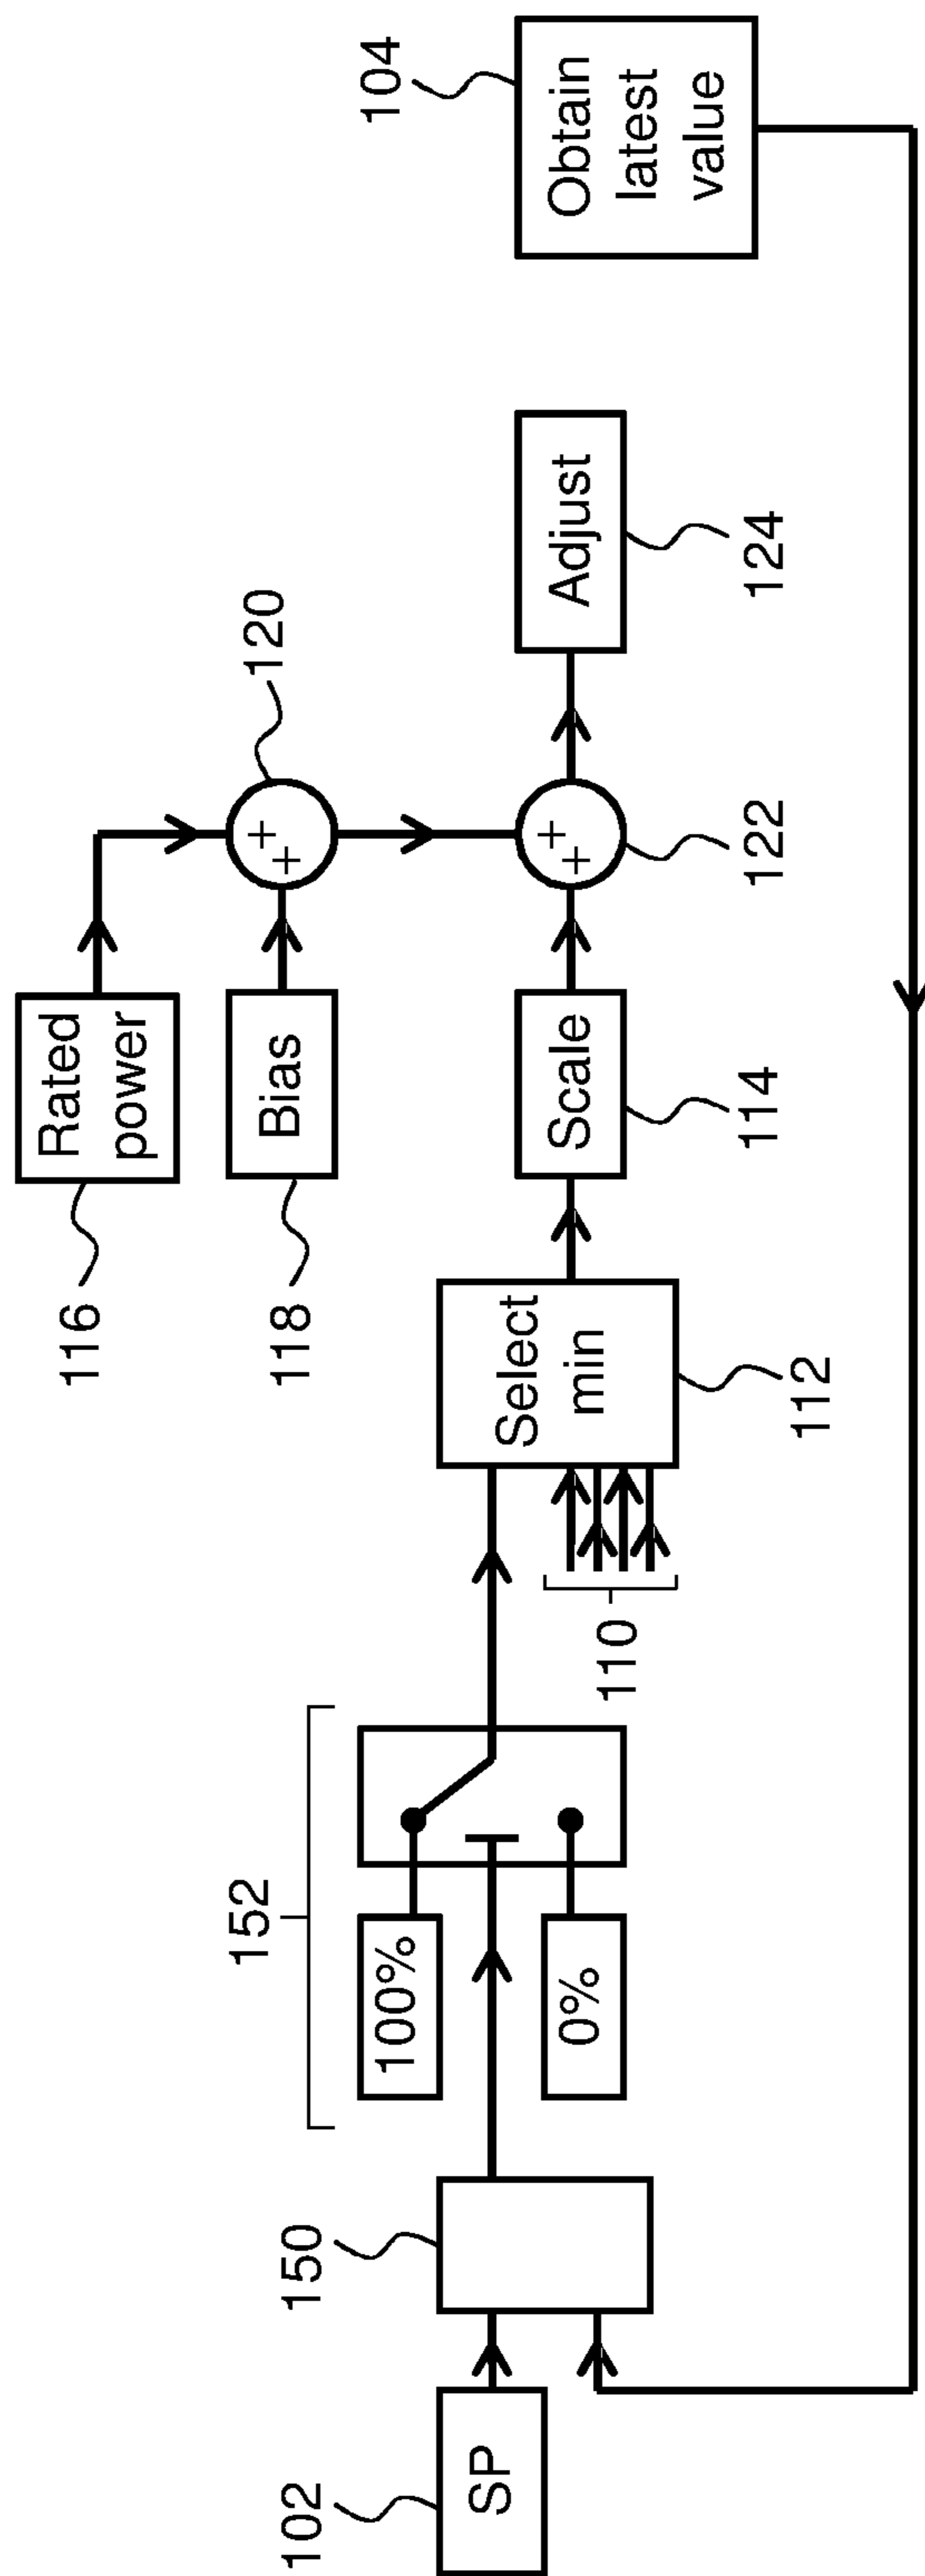 116
Rated
power
118
Bias
120
152
100%
0%
150
102
SP
110
Select
min
112
Scale
114
+
+
+
+
122
Adjust
124
104
Obtain
latest
value